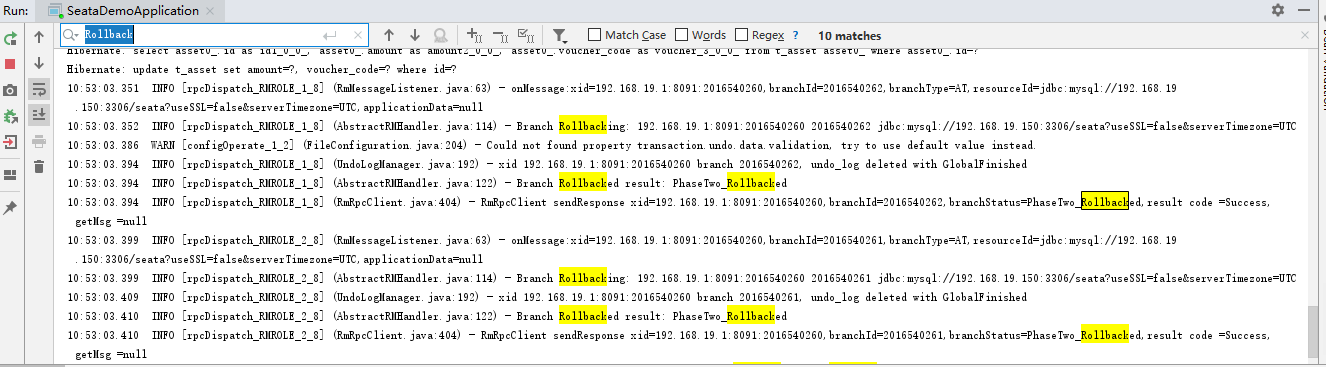 Run: SeataDemoApplication
Rollback Match Case Words Regex ? 10 matches
Hibernate: select asset0_.id as id1_0_0_, asset0_.amount as amount2_0_0_, asset0_.voucher_code as voucher_3_0_0_ from t_asset asset0_ where asset0_.id=?
Hibernate: update t_asset set amount=?, voucher_code=? where id=?
10:53:03.351 INFO [rpcDispatch_RMROLE_1_8] (RmMessageListener.java:63) - onMessage:xid=192.168.19.1:8091:2016540260,branchId=2016540262,branchType=AT,resourceId=jdbc:mysql://192.168.19
.150:3306/seata?useSSL=false&serverTimezone=UTC,applicationData=null
10:53:03.352 INFO [rpcDispatch_RMROLE_1_8] (AbstractRMHandler.java:114) - Branch Rollbacking: 192.168.19.1:8091:2016540260 2016540262 jdbc:mysql://192.168.19.150:3306/seata?useSSL=false&serverTimezone=UTC
10:53:03.386 WARN [configOperate_1_2] (FileConfiguration.java:204) - Could not found property transaction.undo.data.validation, try to use default value instead.
10:53:03.394 INFO [rpcDispatch_RMROLE_1_8] (UndoLogManager.java:192) - xid 192.168.19.1:8091:2016540260 branch 2016540262, undo_log deleted with GlobalFinished
10:53:03.394 INFO [rpcDispatch_RMROLE_1_8] (AbstractRMHandler.java:122) - Branch Rollbacked result: PhaseTwo_Rollbacked
10:53:03.394 INFO [rpcDispatch_RMROLE_1_8] (RmRpcClient.java:404) - RmRpcClient sendResponse xid=192.168.19.1:8091:2016540260,branchId=2016540262,branchStatus=PhaseTwo_Rollbacked,result code =Success,
getMsg =null
10:53:03.399 INFO [rpcDispatch_RMROLE_2_8] (RmMessageListener.java:63) - onMessage:xid=192.168.19.1:8091:2016540260,branchId=2016540261,branchType=AT,resourceId=jdbc:mysql://192.168.19
.150:3306/seata?useSSL=false&serverTimezone=UTC,applicationData=null
10:53:03.399 INFO [rpcDispatch_RMROLE_2_8] (AbstractRMHandler.java:114) - Branch Rollbacking: 192.168.19.1:8091:2016540260 2016540261 jdbc:mysql://192.168.19.150:3306/seata?useSSL=false&serverTimezone=UTC
10:53:03.409 INFO [rpcDispatch_RMROLE_2_8] (UndoLogManager.java:192) - xid 192.168.19.1:8091:2016540260 branch 2016540261, undo_log deleted with GlobalFinished
10:53:03.410 INFO [rpcDispatch_RMROLE_2_8] (AbstractRMHandler.java:122) - Branch Rollbacked result: PhaseTwo_Rollbacked
10:53:03.410 INFO [rpcDispatch_RMROLE_2_8] (RmRpcClient.java:404) - RmRpcClient sendResponse xid=192.168.19.1:8091:2016540260,branchId=2016540261,branchStatus=PhaseTwo_Rollbacked,result code =Success,
getMsg =null